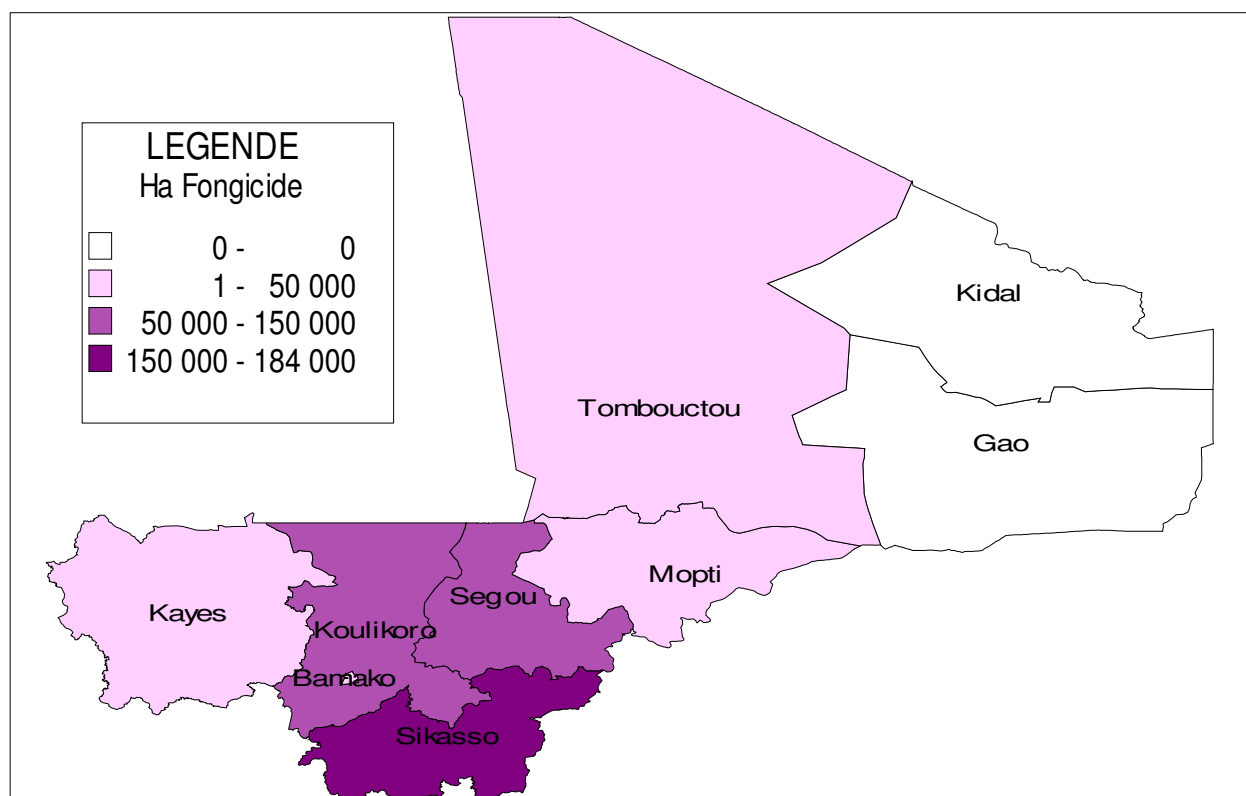 LEGENDE
Ha Fongicide
0 - 0
1 - 50 000
50 000 - 150 000
150 000 - 184 000
Kidal
Tombouctou
Gao
Mopti
Segou
Kayes
Koulikoro
Bamako
Sikasso